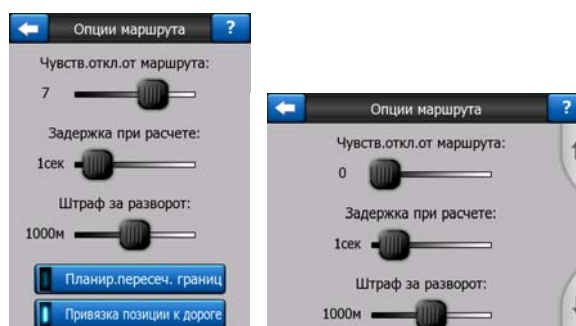 Опции маршрута ?
Чувств.откл.от маршрута:
7
Задержка при расчете:
1сек
Штраф за разворот:
1000м
Планир.пересеч. границ
Привязка позиции к дороге
Опции маршрута ?
Чувств.откл.от маршрута:
0
Задержка при расчете:
1сек
Штраф за разворот:
1000м